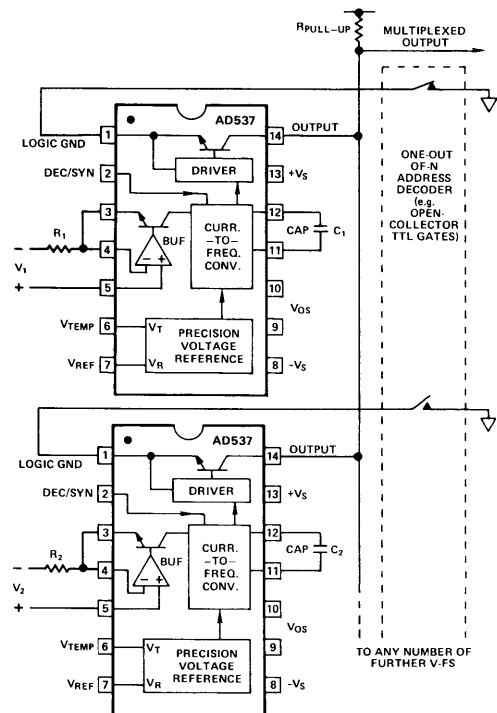 RPULL-UP
MULTIPLEXED
OUTPUT
AD537
1
14
OUTPUT
LOGIC GND
DEC/SYN
2
DRIVER
13
+VS
ONE-OUT
OF-N
ADDRESS
DECODER
(e.g.
OPEN-
COLLECTOR
TTL GATES)
3
12
CAP
C1
R1
BUF
CURR.
-TO-
FREQ.
CONV.
–
4
– +
11
V1
+
5
10
VOS
VTEMP
6
VT
PRECISION
VOLTAGE
REFERENCE
9
VREF
7
VR
8
-VS
AD537
1
14
OUTPUT
LOGIC GND
DEC/SYN
2
DRIVER
13
+VS
3
12
CAP
C2
R2
BUF
CURR.
-TO-
FREQ.
CONV.
–
4
– +
11
V2
+
5
10
VOS
VTEMP
6
VT
PRECISION
VOLTAGE
REFERENCE
9
VREF
7
VR
8
-VS
TO ANY NUMBER OF
FURTHER V-FS